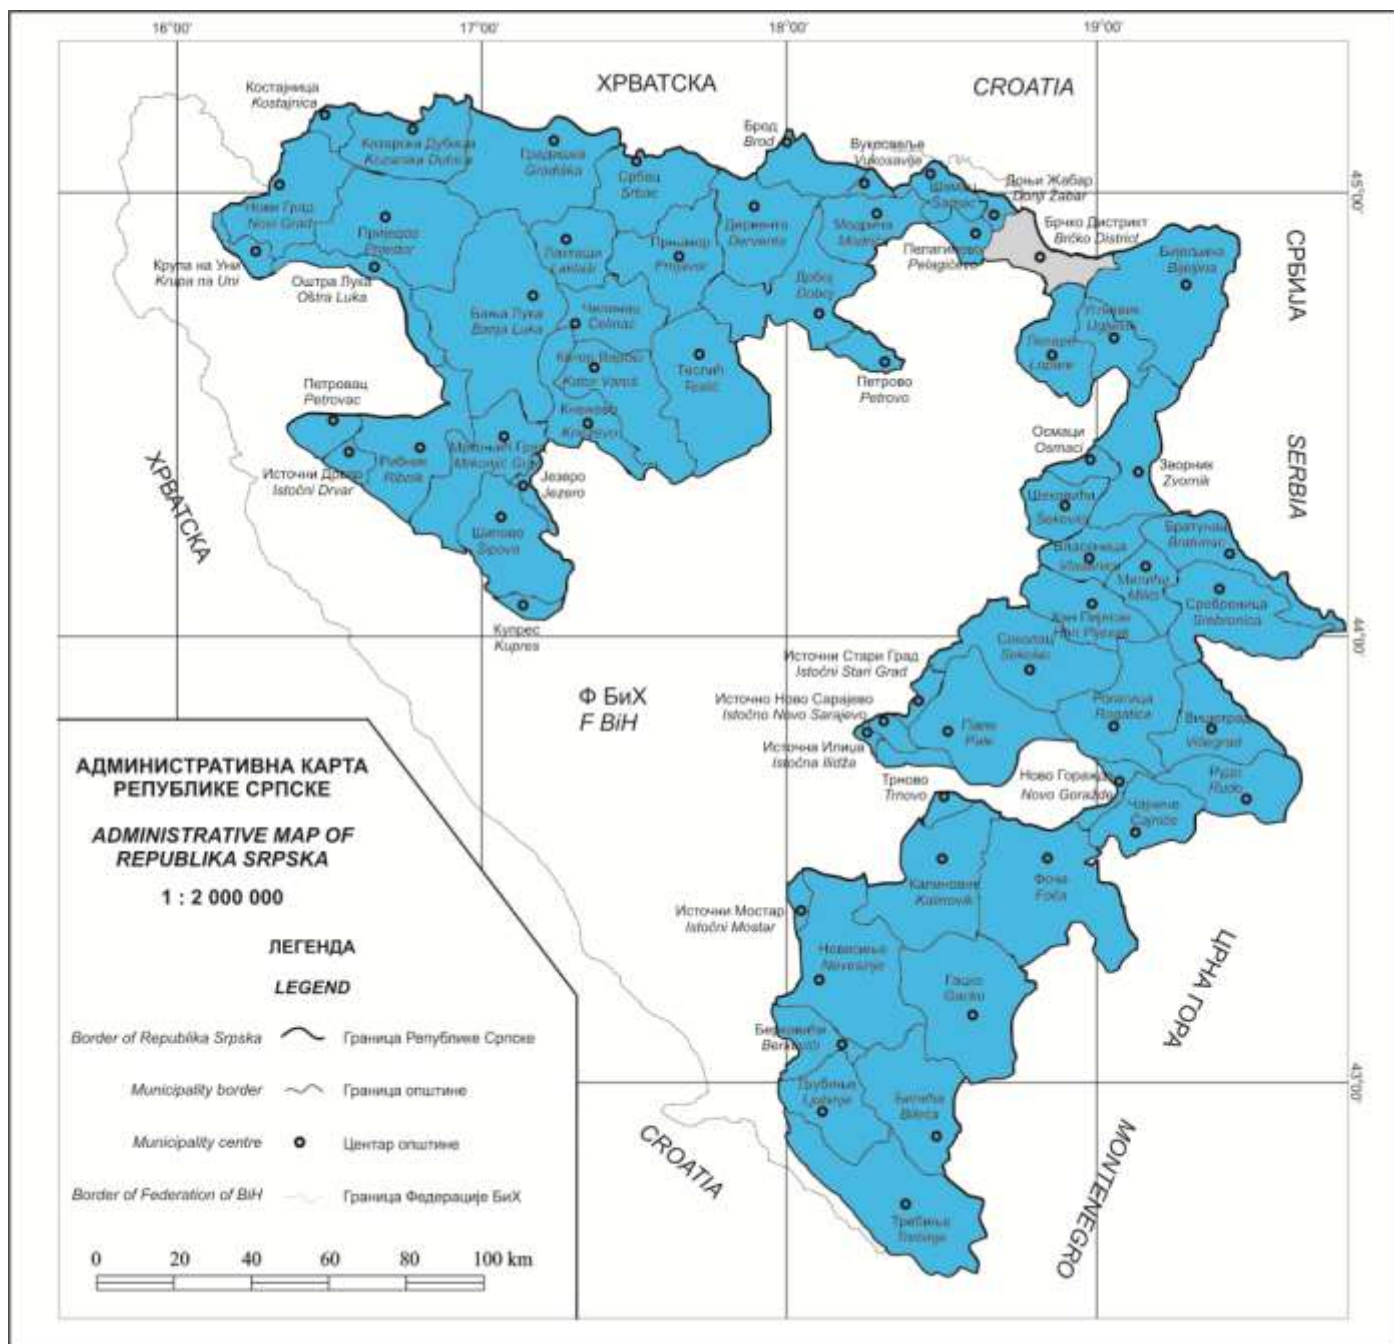 16°00'
17°00'
18°00'
19°00'
ХРВАТСКА
CROATIA
Костајница
Kostajnica
Козарска Дубица
Kozarska Dubica
Градишка
Gradiška
Србац
Srbac
Брод
Brod
Вукосавље
Vukosavlje
Шамац
Šamac
Доњи Жабар
Donji Žabar
45°00'
Брчко Дистрикт
Brčko District
Нови Град
Novi Grad
Приједор
Prijedor
Дервента
Derventa
Модрича
Modriča
Пелагићево
Pelagićevo
Бијељина
Bijeljina
СРБИЈА
Крупа на Уни
Krupa na Uni
Оштра Лука
Oštra Luka
Лакташи
Laktaši
Прњавор
Prnjavor
Добој
Doboj
Бања Лука
Banja Luka
Челинац
Čelinac
Угљевик
Ugljevik
Лопаре
Lopare
Котор Варош
Kotor Varoš
Теслић
Teslić
Петрово
Petrovo
Петровац
Petrovac
Кнежево
Kneževo
Осмаци
Osmaci
Зворник
Zvornik
SERBIA
ХРВАТСКА
Источни Дрвар
Istočni Drvar
Рибник
Ribnik
Мркоњић Град
Mrkonjić Grad
Језеро
Jezero
Шековићи
Šekovići
Шипово
Šipovo
Братунац
Bratunac
Власеница
Vlasenica
Милићи
Milići
Сребреница
Srebrenica
Хан Пијесак
Han Pijesak
Купрес
Kupres
44°00'
Соколац
Sokolac
Источни Стари Град
Istočni Stari Grad
Ф БиХ
F BiH
Источно Ново Сарајево
Istočno Novo Sarajevo
Рогатица
Rogatica
Вишеград
Višegrad
Источна Илиџа
Istočna Ilidža
Пале
Pale
Трново
Trnovo
Ново Горажде
Novo Goražde
Рудо
Rudo
Чајниче
Čajniče
АДМИНИСТРАТИВНА КАРТА
РЕПУБЛИКЕ СРПСКЕ
ADMINISTRATIVE MAP OF
REPUBLIKA SRPSKA
1 : 2 000 000
Калиновик
Kalinovik
Фоча
Foča
Источни Мостар
Istočni Mostar
Невесиње
Nevesinje
Гацко
Gacko
ЦРНА ГОРА
Берковићи
Berkovići
43°00'
Љубиње
Ljubinje
Билећа
Bileća
CROATIA
MONTENEGRO
Требиње
Trebinje
ЛЕГЕНДА
LEGEND
Border of Republika Srpska Граница Републике Српске
Municipality border Граница општине
Municipality centre Центар општине
Border of Federation of BiH Граница Федерације БиХ
0 20 40 60 80 100 km